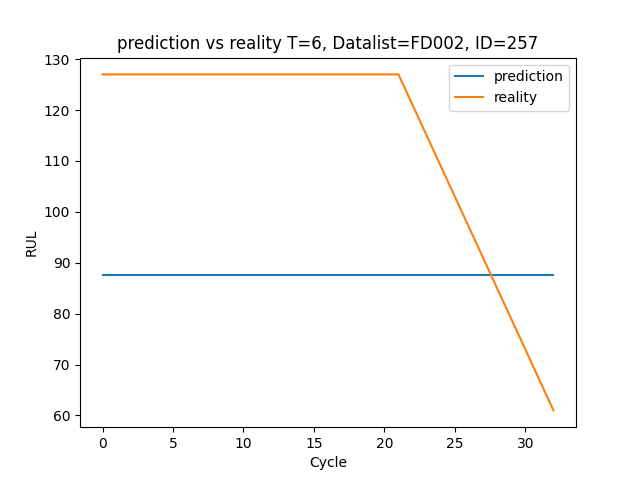 prediction vs reality T=6, Datalist=FD002, ID=257
prediction
reality
130
120
110
100
90
80
70
60
RUL
0 5 10 15 20 25 30
Cycle